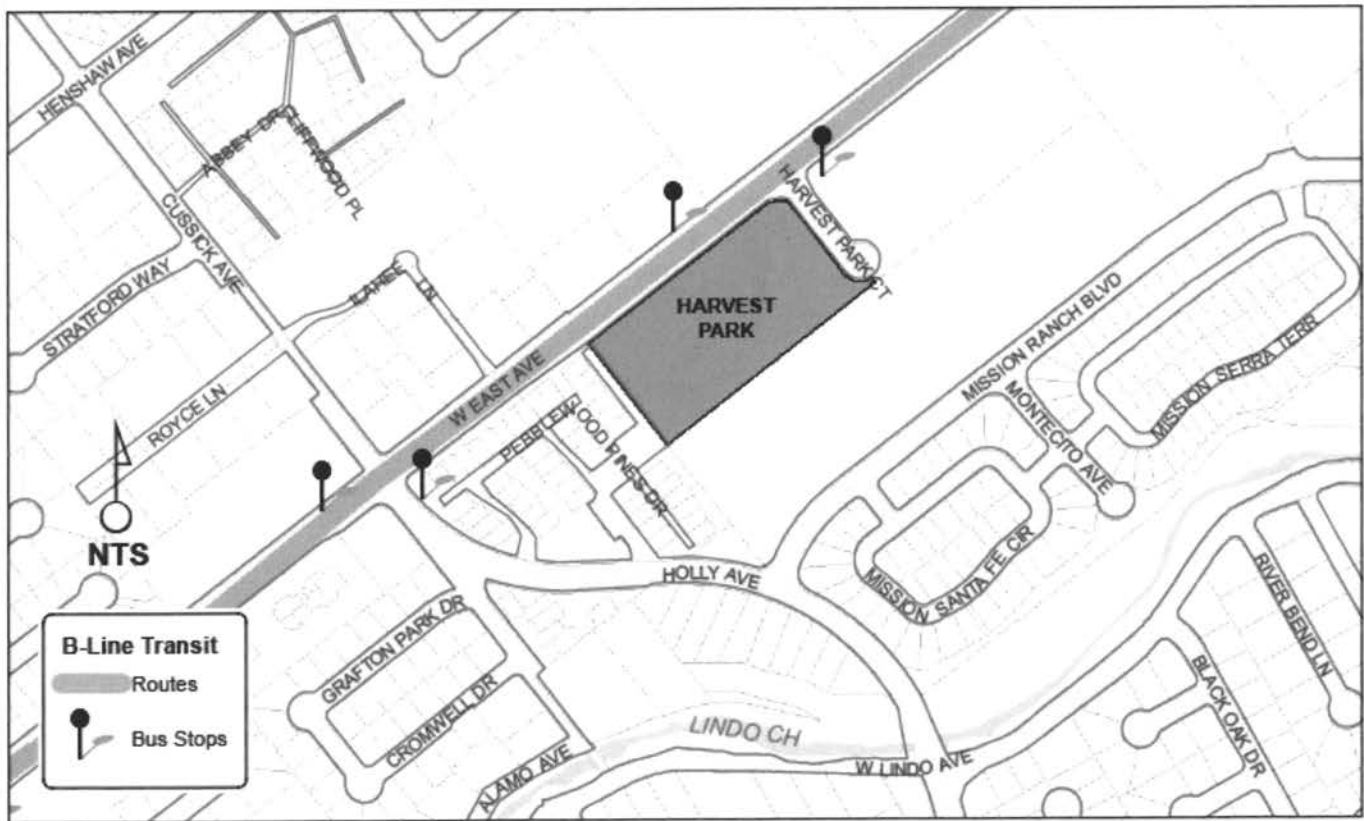 HENSHAW AVE
ABBEY DR
CLIFFWOOD PL
CUSSICK AVE
STRATFORD WAY
ILAHEE LN
ROYCE LN
W EAST AVE
HARVEST PARK CT
HARVEST
PARK
PEBBLEWOOD PINES DR
MISSION RANCH BLVD
MONTECITO AVE
MISSION SERRA TERR
MISSION SANTA FE CIR
HOLLY AVE
NTS
GRAFTON PARK DR
CROMWELL DR
ALAMO AVE
LINDO CH
W LINDO AVE
RIVER BEND LN
BLACK OAK DR
B-Line Transit
Routes
Bus Stops